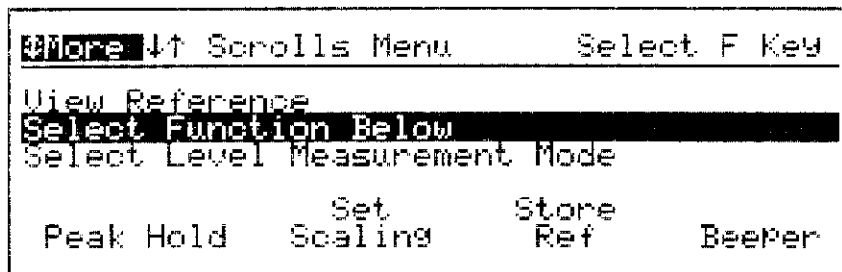 More ↓↑ Scrolls Menu Select F Key
View Reference
Select Function Below
Select Level Measurement Mode
Set Store
Peak Hold Scaling Ref Beeper